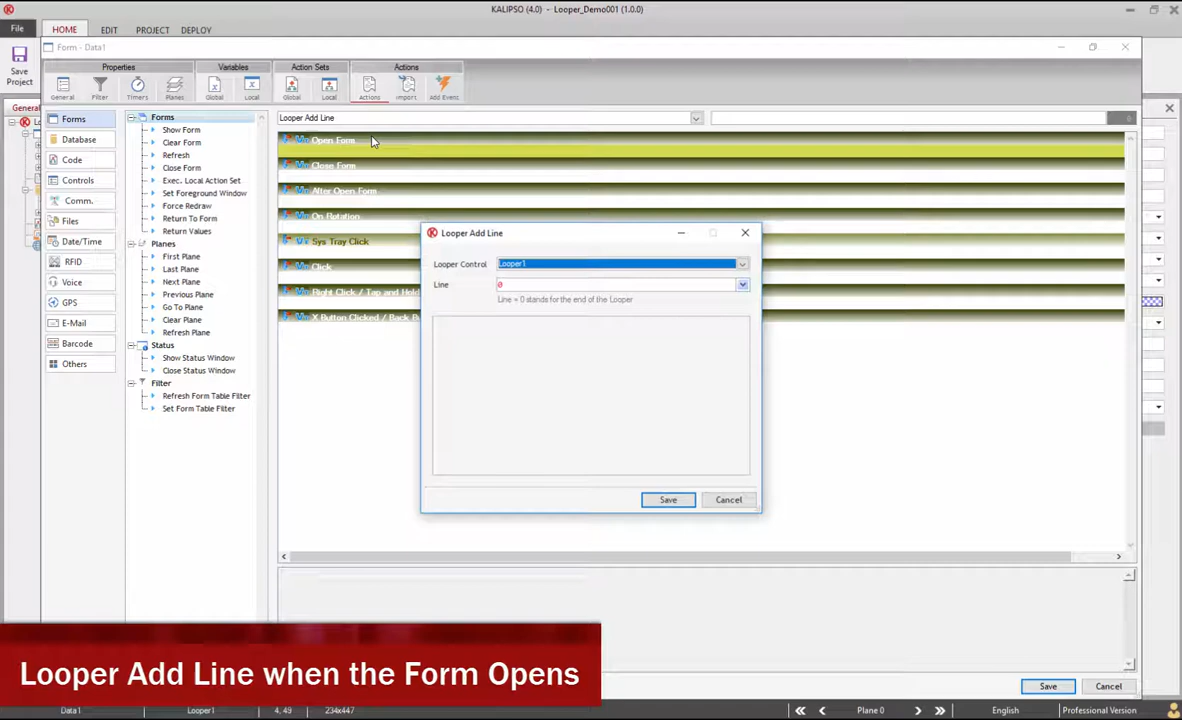 KALIPSO (4.0) - Looper_Demo001 (1.0.0)
File
HOME
EDIT
PROJECT
DEPLOY
Save
Project
Form - Data1
Properties
Variables
Action Sets
Actions
General
Filter
Timers
Planes
Global
Local
Global
Local
Actions
Import
Add Event
General
Forms
Database
Code
Controls
Comm.
Files
Date/Time
RFID
Voice
GPS
E-Mail
Barcode
Others
Forms
Show Form
Clear Form
Refresh
Close Form
Exec. Local Action Set
Set Foreground Window
Force Redraw
Return To Form
Return Values
Planes
First Plane
Last Plane
Next Plane
Previous Plane
Go To Plane
Clear Plane
Refresh Plane
Status
Show Status Window
Close Status Window
Filter
Refresh Form Table Filter
Set Form Table Filter
Looper Add Line
Open Form
Close Form
After Open Form
On Rotation
Sys Tray Click
Click
Right Click / Tap and Hold
X Button Clicked / Back B
Looper Add Line
Looper Control
Looper1
Line
0
Line = 0 stands for the end of the Looper
Save
Cancel
Save
Cancel
Looper Add Line when the Form Opens
Data1
Looper1
4, 49
234x447
Plane 0
English
Professional Version